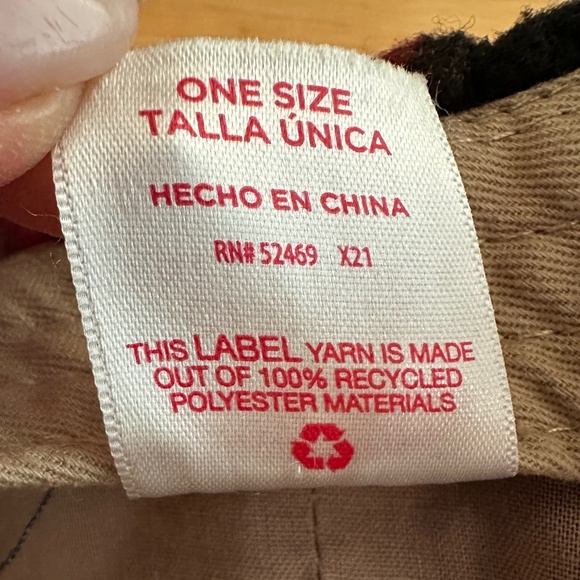 ONE SIZE
TALLA ÚNICA
HECHO EN CHINA
RN# 52469 X21
THIS LABEL YARN IS MADE
OUT OF 100% RECYCLED
POLYESTER MATERIALS